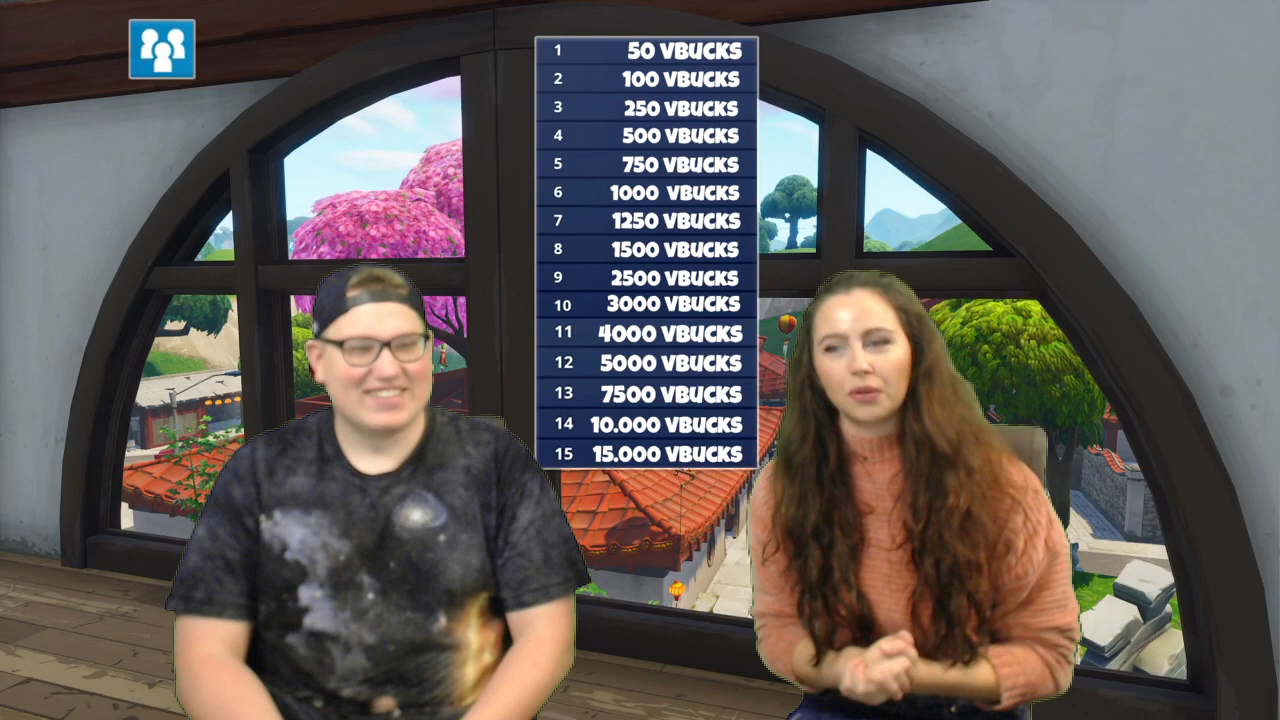 1 50 VBUCKS
2 100 VBUCKS
3 250 VBUCKS
4 500 VBUCKS
5 750 VBUCKS
6 1000 VBUCKS
7 1250 VBUCKS
8 1500 VBUCKS
9 2500 VBUCKS
10 3000 VBUCKS
11 4000 VBUCKS
12 5000 VBUCKS
13 7500 VBUCKS
14 10.000 VBUCKS
15 15.000 VBUCKS